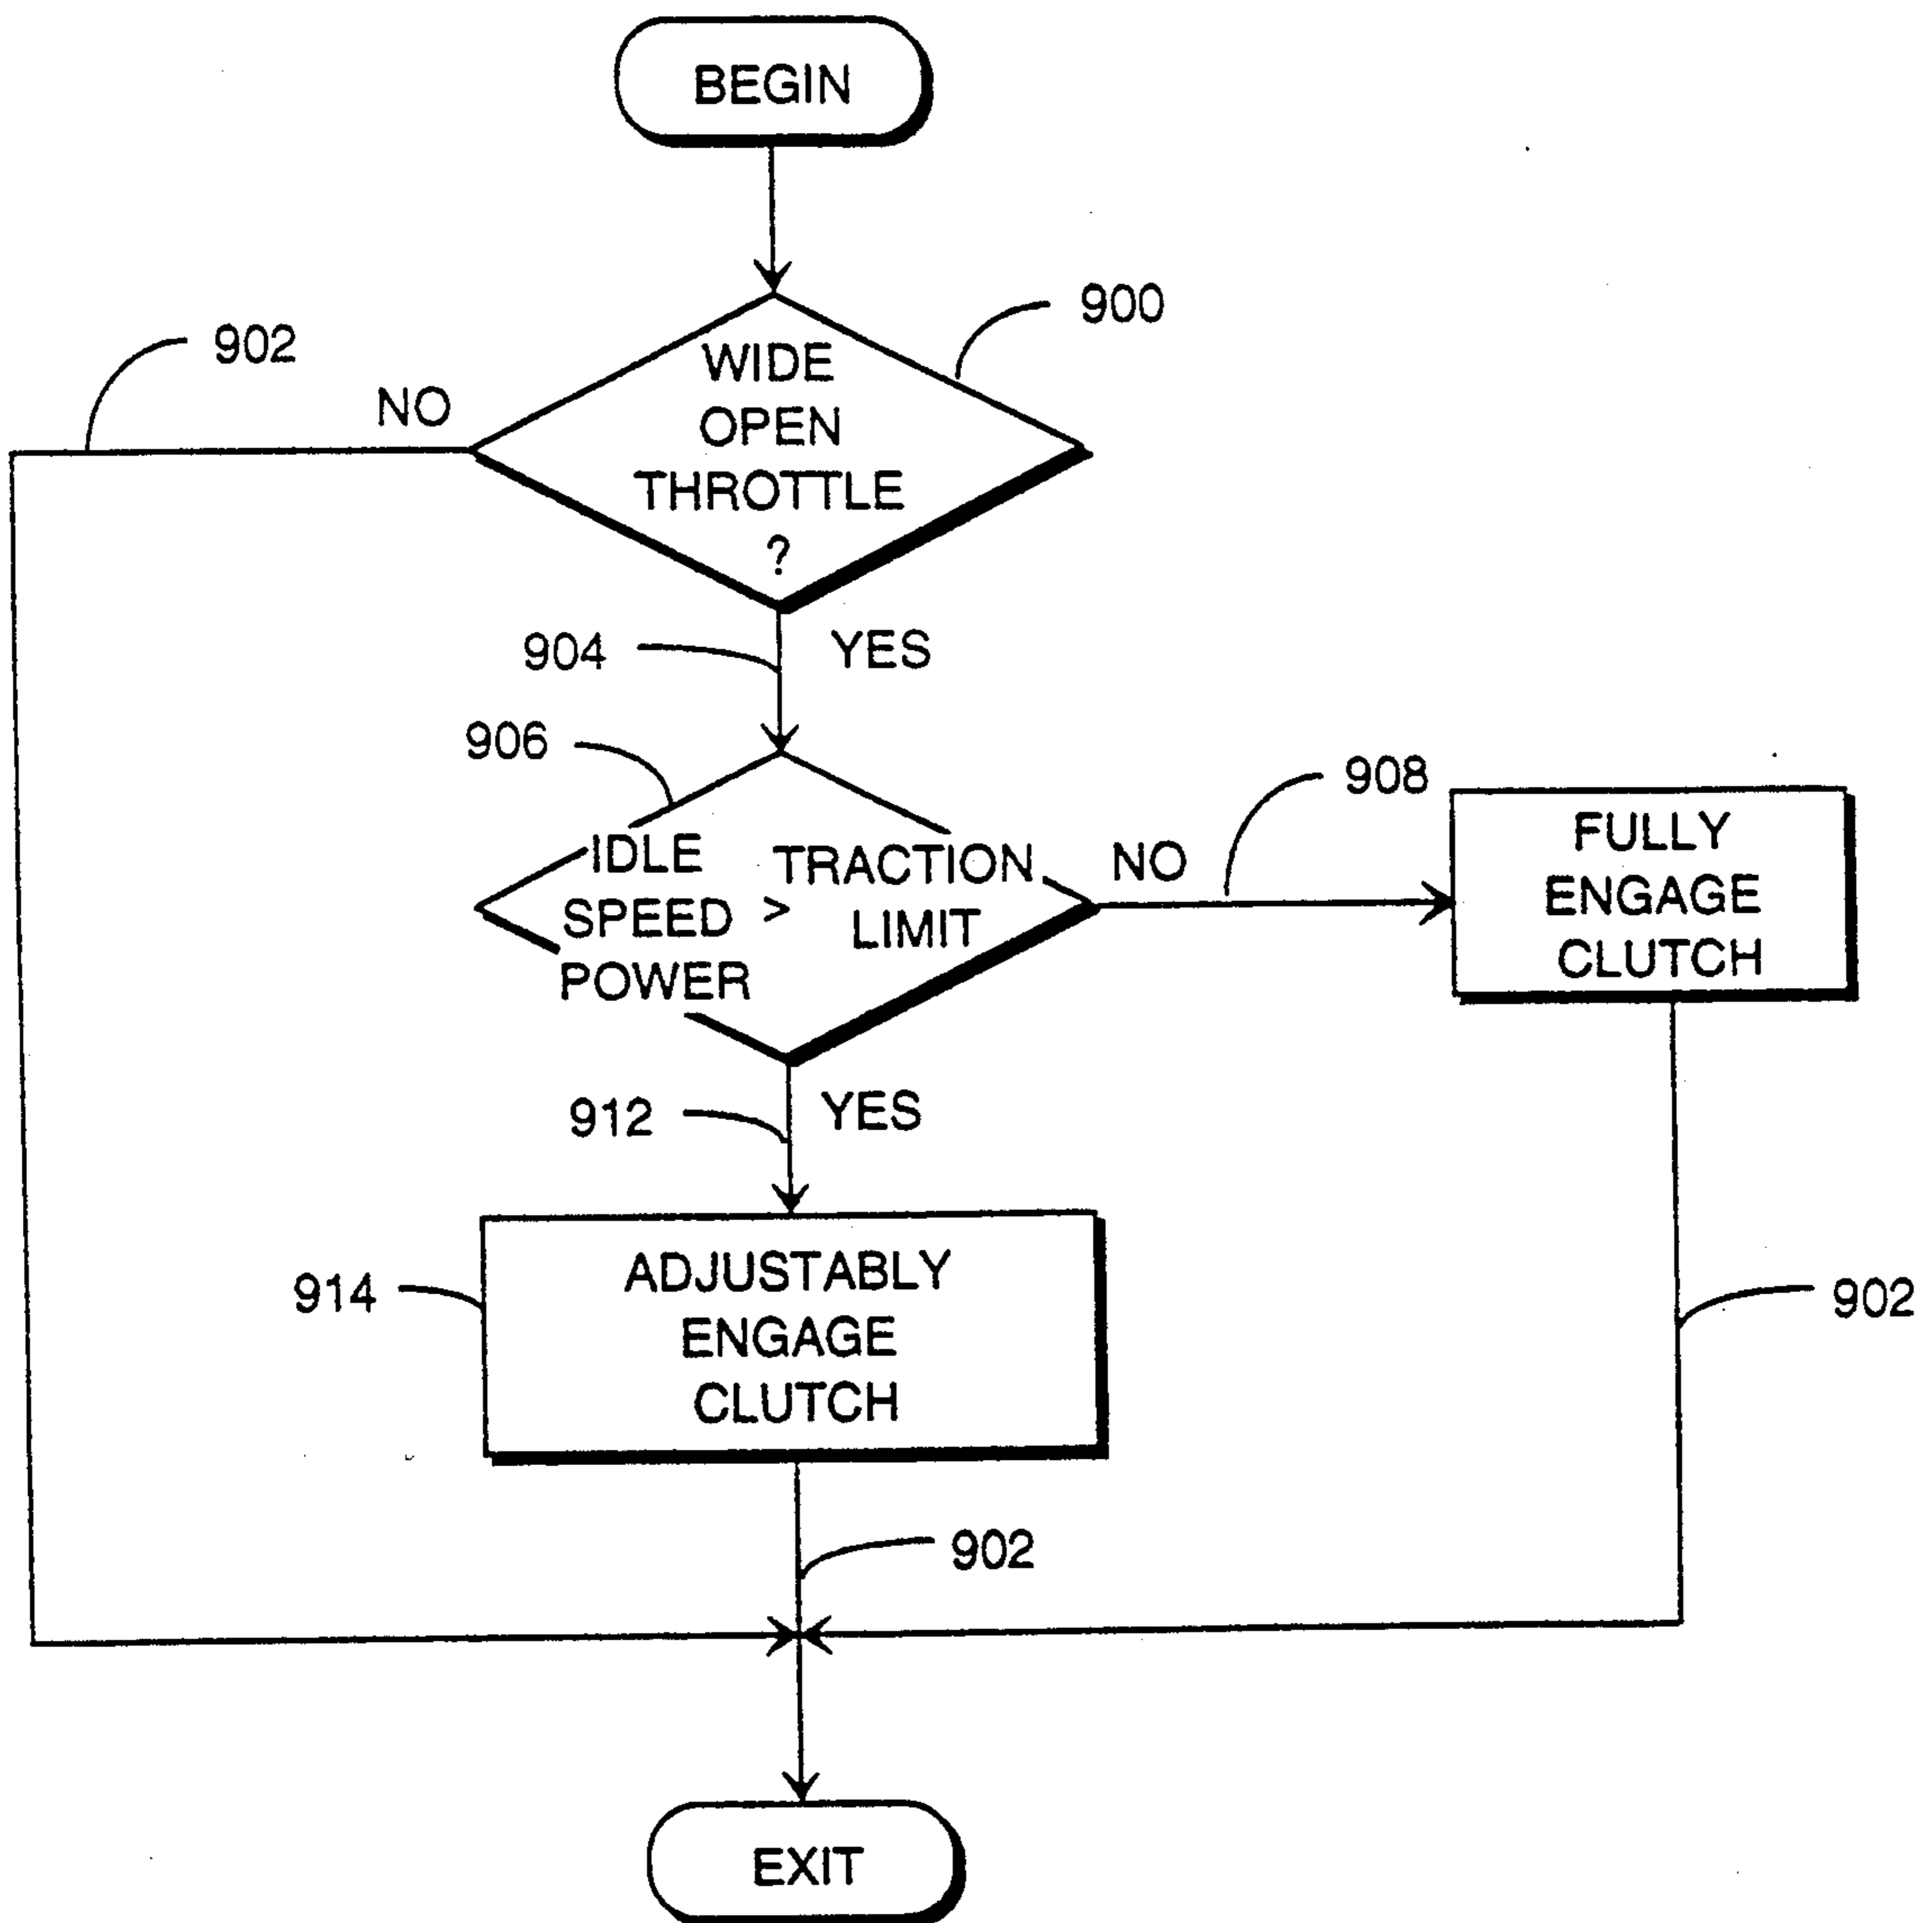 BEGIN
900
902
NO
WIDE
OPEN
THROTTLE
?
904
YES
906
IDLE
SPEED
POWER
>
TRACTION
LIMIT
NO
908
FULLY
ENGAGE
CLUTCH
912
YES
914
ADJUSTABLY
ENGAGE
CLUTCH
902
902
EXIT